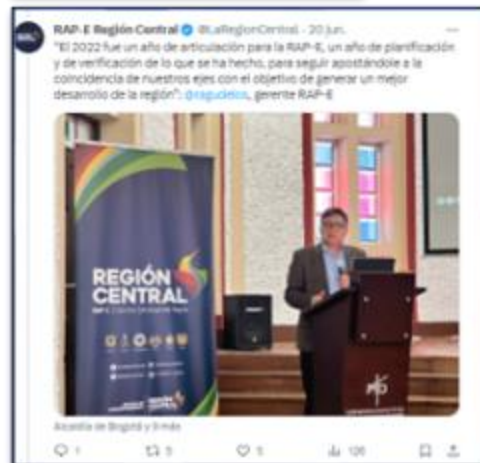 RAP-E Región Central @LaRegionCentral · 20 jun.
"El 2022 fue un año de articulación para la RAP-E, un año de planificación
y de verificación de lo que se ha hecho, para seguir apostándole a la
coincidencia de nuestros ejes con el objetivo de generar un mejor
desarrollo de la región": gerente RAP-E
REGIÓN
CENTRAL
Alcaldía de Bogotá y 9 más
1 5 5 126